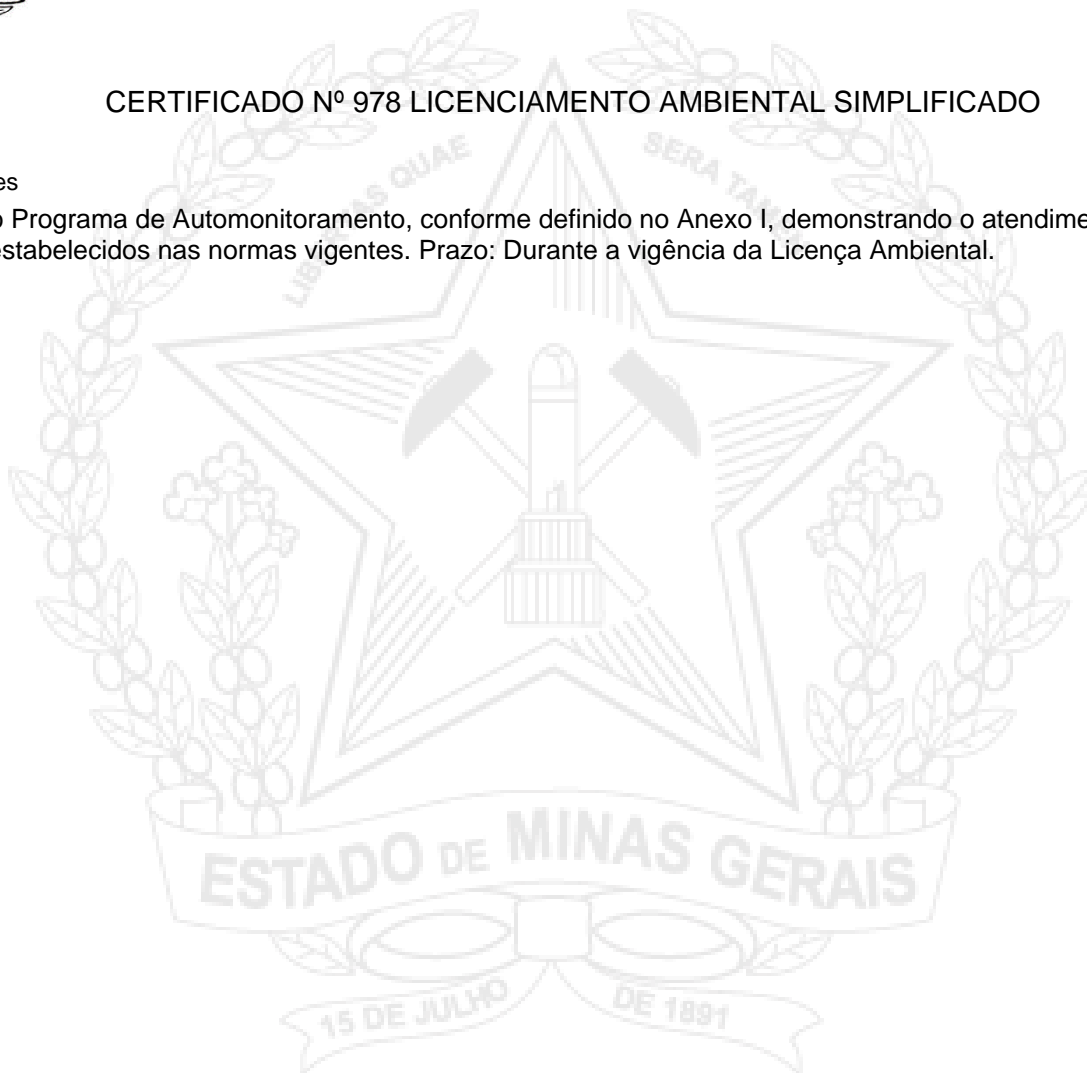 CERTIFICADO Nº 978 LICENCIAMENTO AMBIENTAL SIMPLIFICADO
es
o Programa de Automonitoramento, conforme definido no Anexo I, demonstrando o atendime
estabelecidos nas normas vigentes. Prazo: Durante a vigência da Licença Ambiental.
LIBERTAS QUAE SERA TAMEN
ESTADO DE MINAS GERAIS
15 DE JULHO DE 1891